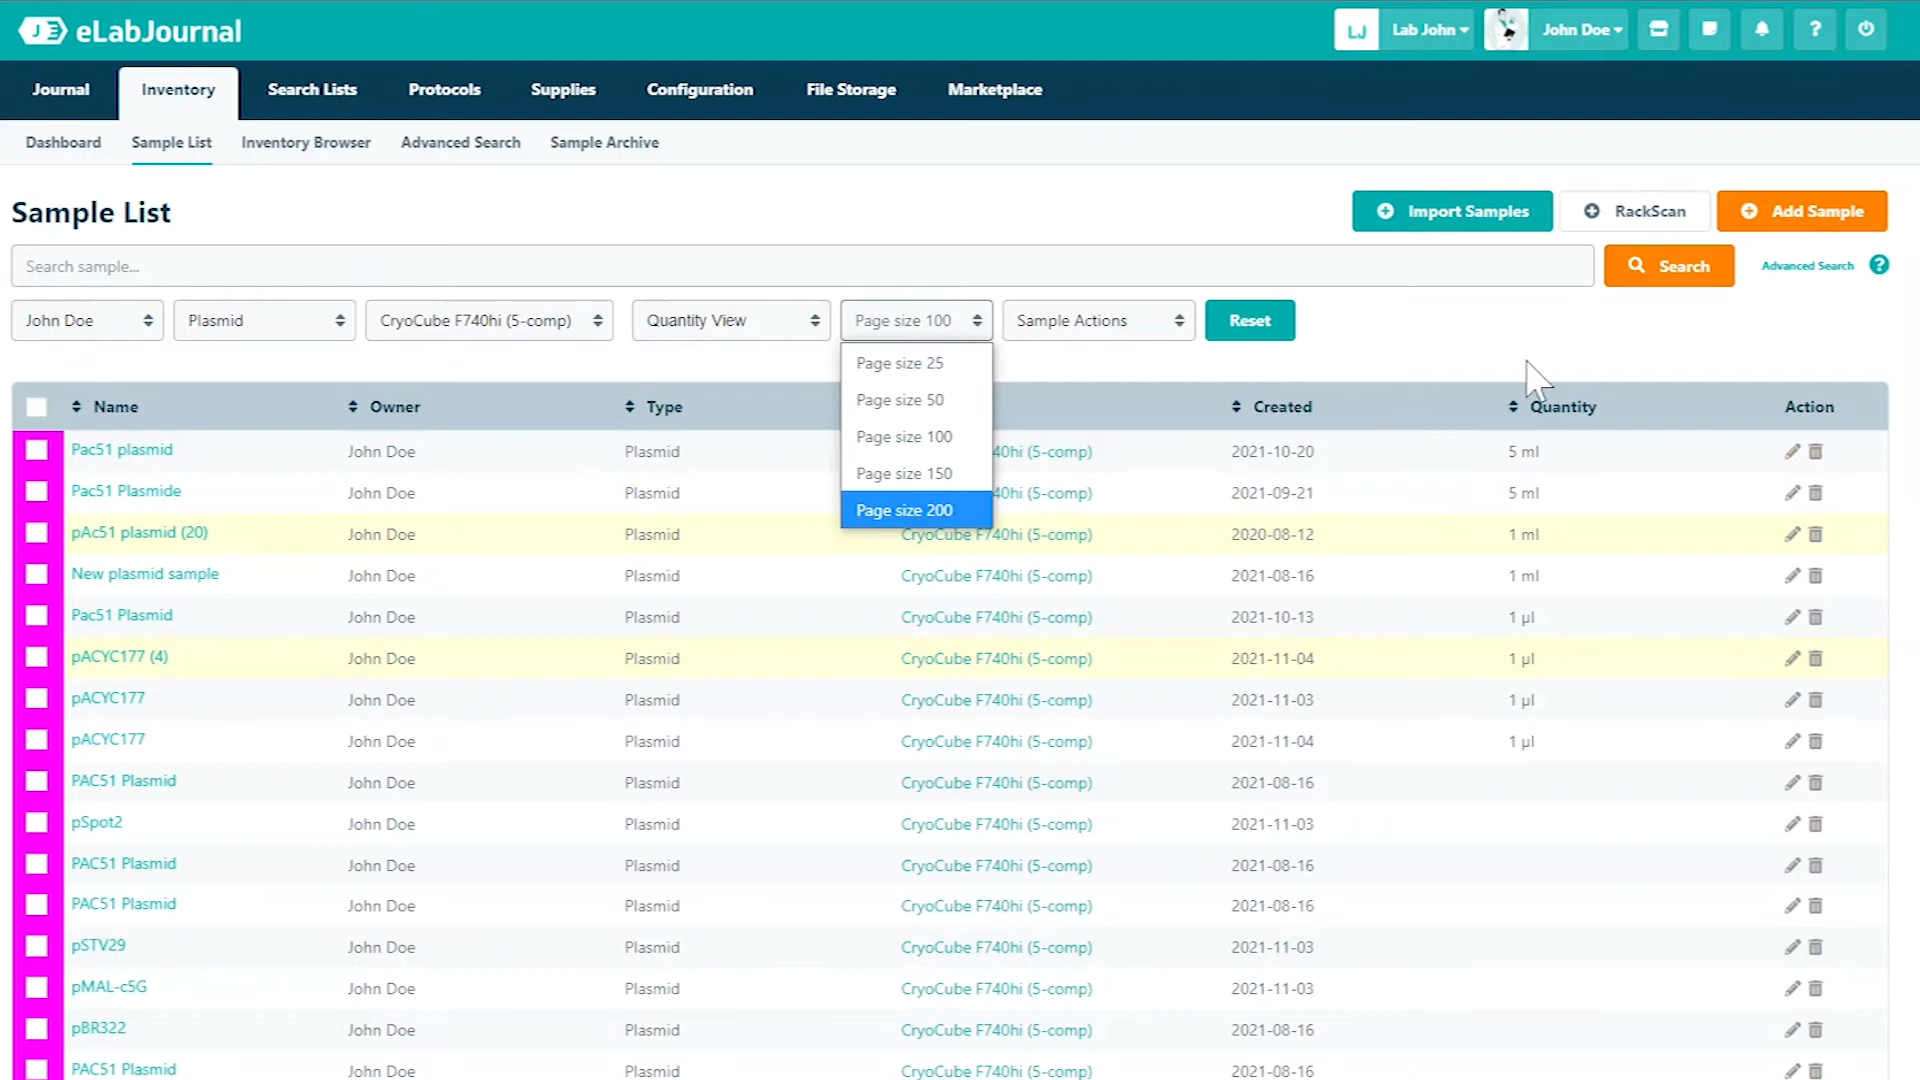 eLabJournal
LJ Lab John John Doe ?
Journal Inventory Search Lists Protocols Supplies Configuration File Storage Marketplace
Dashboard Sample List Inventory Browser Advanced Search Sample Archive
Sample List Import Samples RackScan Add Sample
Search sample... Search Advanced Search ?
John Doe Plasmid CryoCube F740hi (5-comp) Quantity View Page size 100 Sample Actions Reset
Page size 25
Page size 50
Page size 100
Page size 150
Page size 200
Name Owner Type Created Quantity Action
Pac51 plasmid John Doe Plasmid 40hi (5-comp) 2021-10-20 5 ml
Pac51 Plasmide John Doe Plasmid 40hi (5-comp) 2021-09-21 5 ml
pAc51 plasmid (20) John Doe Plasmid CryoCube F740hi (5-comp) 2020-08-12 1 ml
New plasmid sample John Doe Plasmid CryoCube F740hi (5-comp) 2021-08-16 1 ml
Pac51 Plasmid John Doe Plasmid CryoCube F740hi (5-comp) 2021-10-13 1 µl
pACYC177 (4) John Doe Plasmid CryoCube F740hi (5-comp) 2021-11-04 1 µl
pACYC177 John Doe Plasmid CryoCube F740hi (5-comp) 2021-11-03 1 µl
pACYC177 John Doe Plasmid CryoCube F740hi (5-comp) 2021-11-04 1 µl
PAC51 Plasmid John Doe Plasmid CryoCube F740hi (5-comp) 2021-08-16
pSpot2 John Doe Plasmid CryoCube F740hi (5-comp) 2021-11-03
PAC51 Plasmid John Doe Plasmid CryoCube F740hi (5-comp) 2021-08-16
PAC51 Plasmid John Doe Plasmid CryoCube F740hi (5-comp) 2021-08-16
pSTV29 John Doe Plasmid CryoCube F740hi (5-comp) 2021-11-03
pMAL-c5G John Doe Plasmid CryoCube F740hi (5-comp) 2021-11-03
pBR322 John Doe Plasmid CryoCube F740hi (5-comp) 2021-08-16
PAC51 Plasmid John Doe Plasmid CryoCube F740hi (5-comp) 2021-08-16